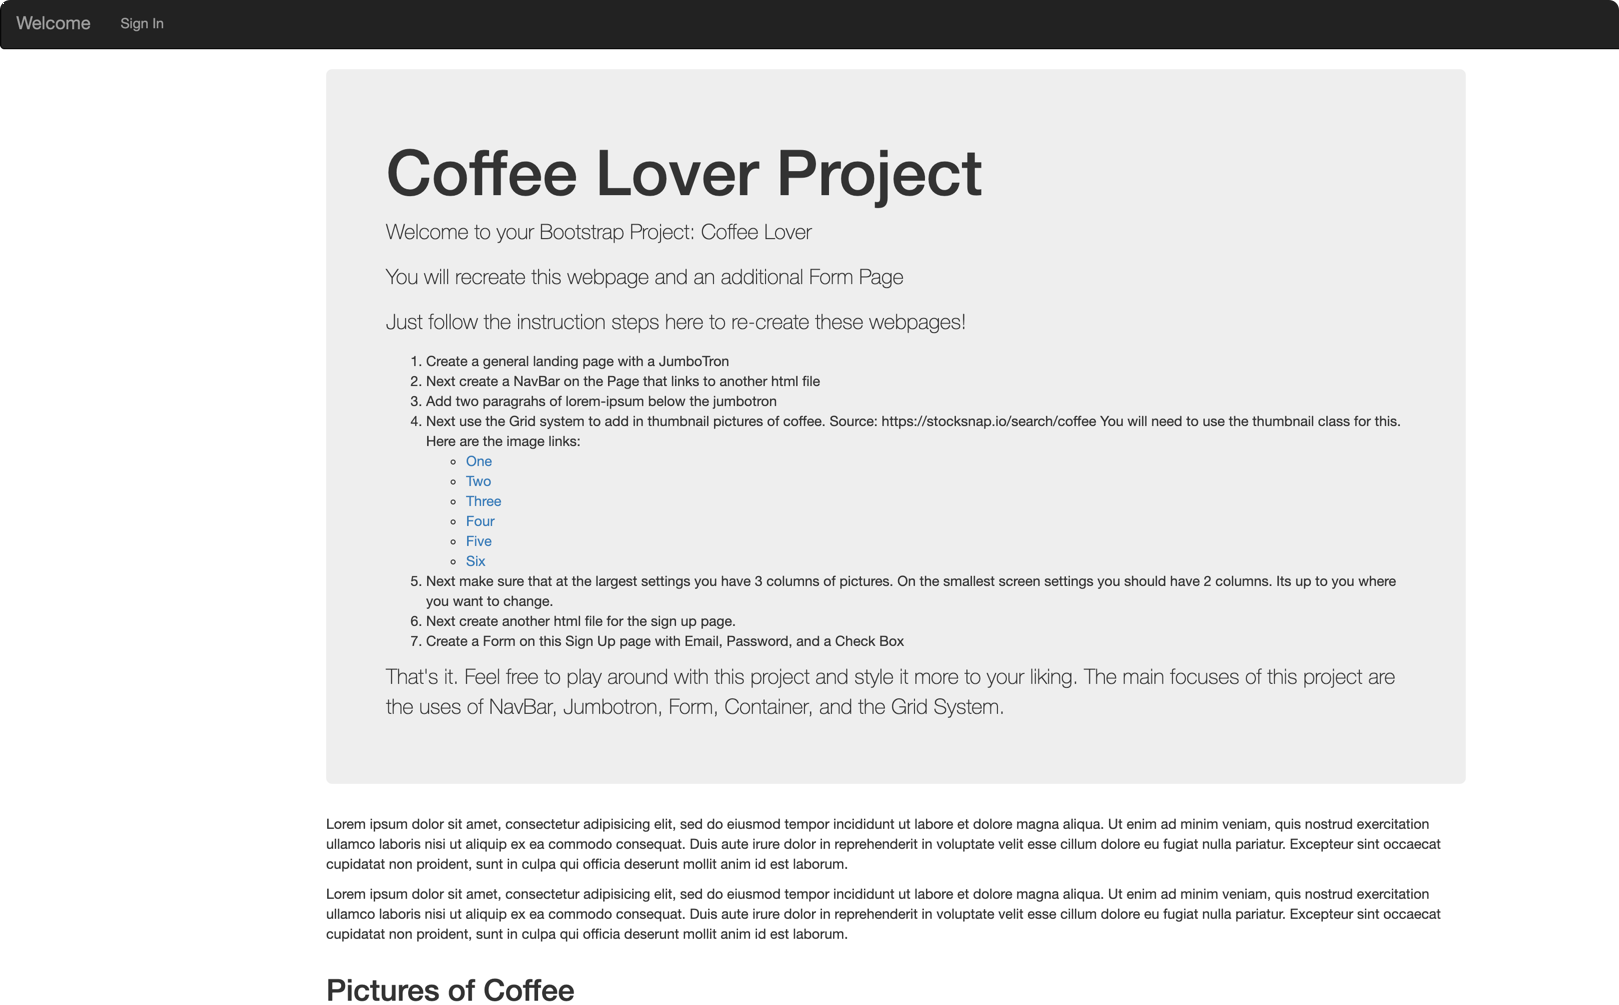 Welcome
Sign In
Coffee Lover Project
Welcome to your Bootstrap Project: Coffee Lover
You will recreate this webpage and an additional Form Page
Just follow the instruction steps here to re-create these webpages!
1. Create a general landing page with a JumboTron
2. Next create a NavBar on the Page that links to another html file
3. Add two paragrahs of lorem-ipsum below the jumbotron
4. Next use the Grid system to add in thumbnail pictures of coffee. Source: https://stocksnap.io/search/coffee You will need to use the thumbnail class for this.
Here are the image links:
One
Two
Three
Four
Five
Six
5. Next make sure that at the largest settings you have 3 columns of pictures. On the smallest screen settings you should have 2 columns. Its up to you where
you want to change.
6. Next create another html file for the sign up page.
7. Create a Form on this Sign Up page with Email, Password, and a Check Box
That's it. Feel free to play around with this project and style it more to your liking. The main focuses of this project are
the uses of NavBar, Jumbotron, Form, Container, and the Grid System.
Lorem ipsum dolor sit amet, consectetur adipisicing elit, sed do eiusmod tempor incididunt ut labore et dolore magna aliqua. Ut enim ad minim veniam, quis nostrud exercitation
ullamco laboris nisi ut aliquip ex ea commodo consequat. Duis aute irure dolor in reprehenderit in voluptate velit esse cillum dolore eu fugiat nulla pariatur. Excepteur sint occaecat
cupidatat non proident, sunt in culpa qui officia deserunt mollit anim id est laborum.
Lorem ipsum dolor sit amet, consectetur adipisicing elit, sed do eiusmod tempor incididunt ut labore et dolore magna aliqua. Ut enim ad minim veniam, quis nostrud exercitation
ullamco laboris nisi ut aliquip ex ea commodo consequat. Duis aute irure dolor in reprehenderit in voluptate velit esse cillum dolore eu fugiat nulla pariatur. Excepteur sint occaecat
cupidatat non proident, sunt in culpa qui officia deserunt mollit anim id est laborum.
Pictures of Coffee